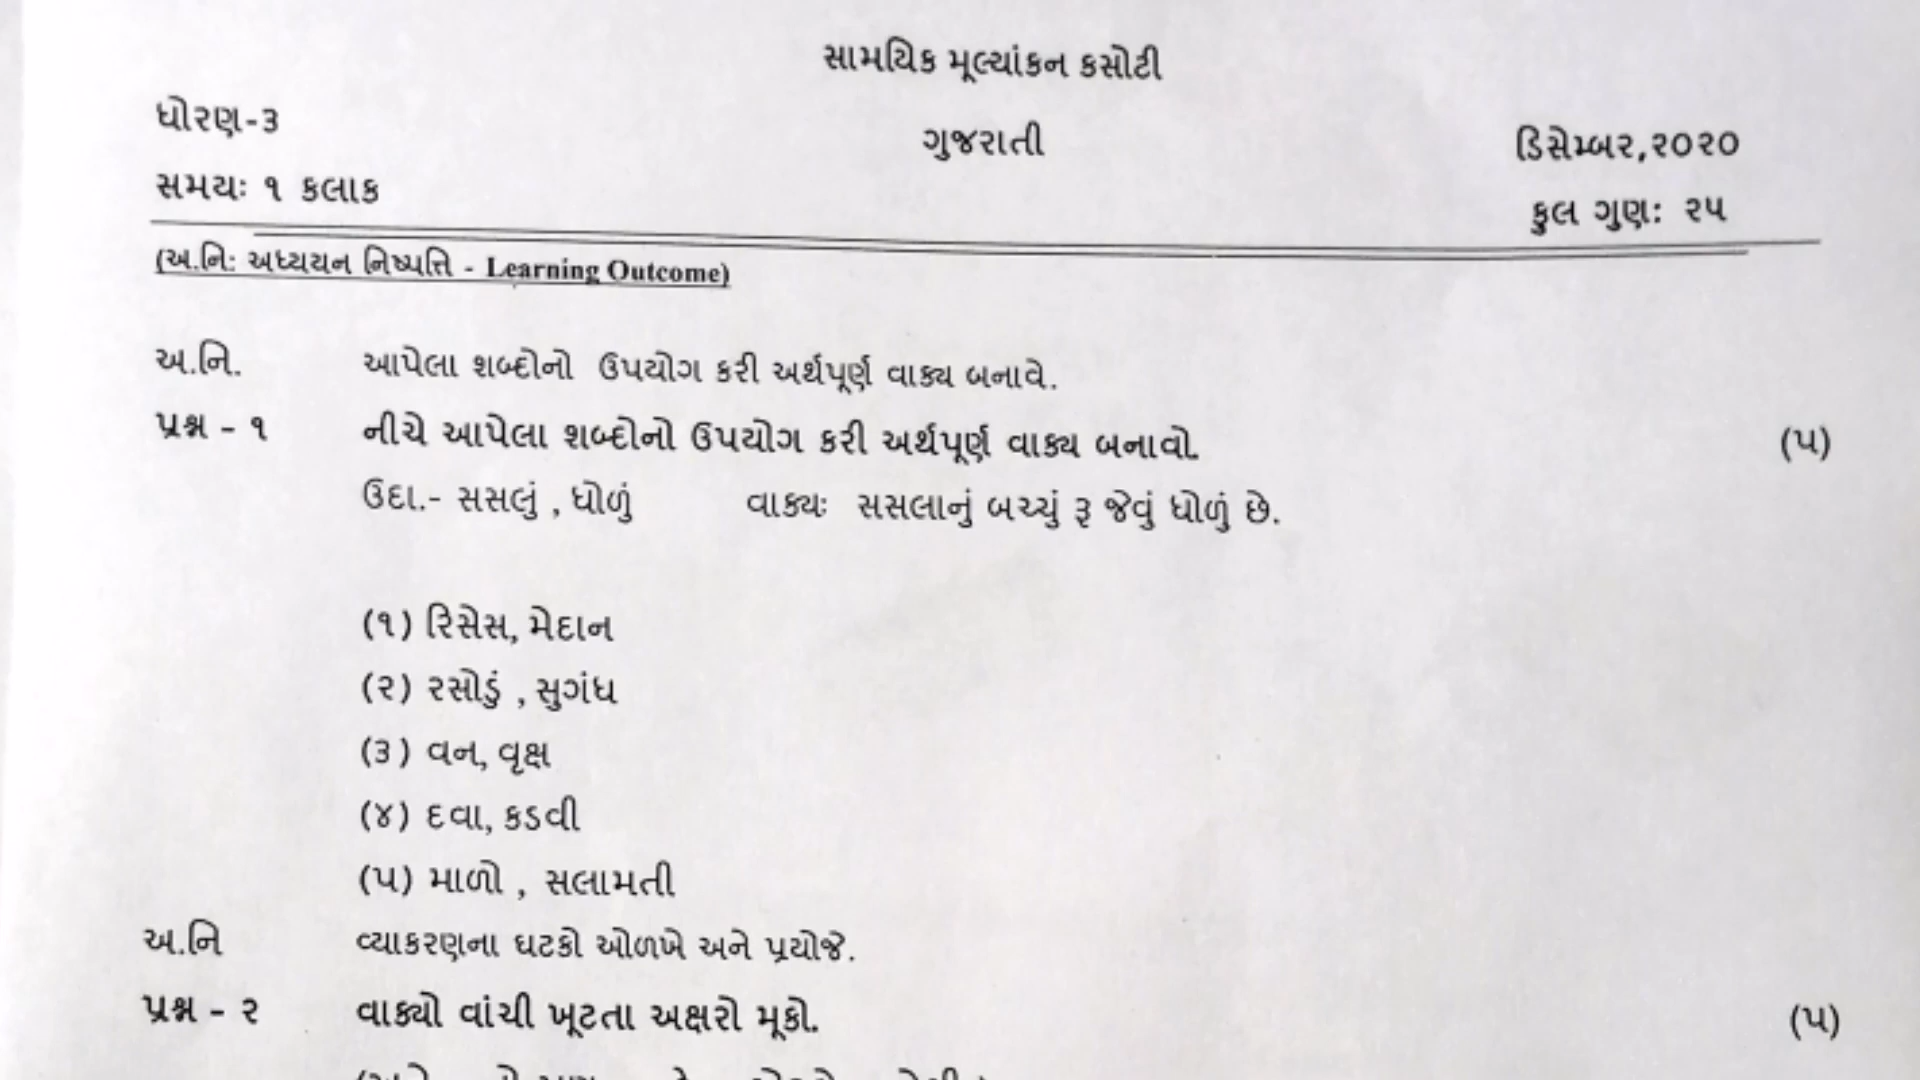 સામયિક મૂલ્યાંકન કસોટી
ધોરણ-૩
ગુજરાતી
ડિસેમ્બર,૨૦૨૦
સમયઃ ૧ કલાક
કુલ ગુણઃ ૨૫
(અ.નિઃ અધ્યયન નિષ્પત્તિ - Learning Outcome)
અ.નિ. આપેલા શબ્દોનો ઉપયોગ કરી અર્થપૂર્ણ વાક્ય બનાવે.
પ્રશ્ન - ૧ નીચે આપેલા શબ્દોનો ઉપયોગ કરી અર્થપૂર્ણ વાક્ય બનાવો. (૫)
ઉદા.- સસલું , ધોળું વાક્યઃ સસલાનું બચ્ચું રૂ જેવું ધોળું છે.
(૧) રિસેસ, મેદાન
(૨) રસોડું , સુગંધ
(૩) વન, વૃક્ષ
(૪) દવા, કડવી
(૫) માળો , સલામતી
અ.નિ વ્યાકરણના ઘટકો ઓળખે અને પ્રયોજે.
પ્રશ્ન - ૨ વાક્યો વાંચી ખૂટતા અક્ષરો મૂકો. (૫)